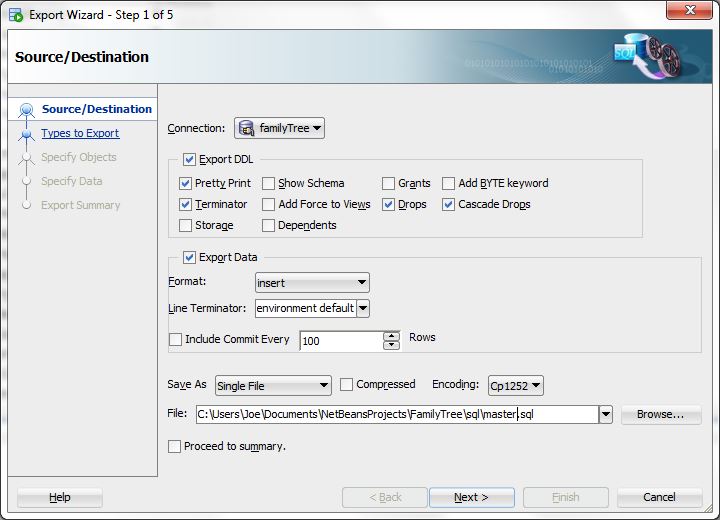 Export Wizard - Step 1 of 5
Source/Destination
SQL
01010101010101010101010101010101
0101010101010
Source/Destination
Types to Export
Specify Objects
Specify Data
Export Summary
Connection: familyTree
Export DDL
Pretty Print Show Schema Grants Add BYTE keyword
Terminator Add Force to Views Drops Cascade Drops
Storage Dependents
Export Data
Format: insert
Line Terminator: environment default
Include Commit Every 100 Rows
Save As Single File Compressed Encoding: Cp1252
File: C:\Users\Joe\Documents\NetBeansProjects\FamilyTree\sql\master.sql Browse...
Proceed to summary.
Help < Back Next > Finish Cancel